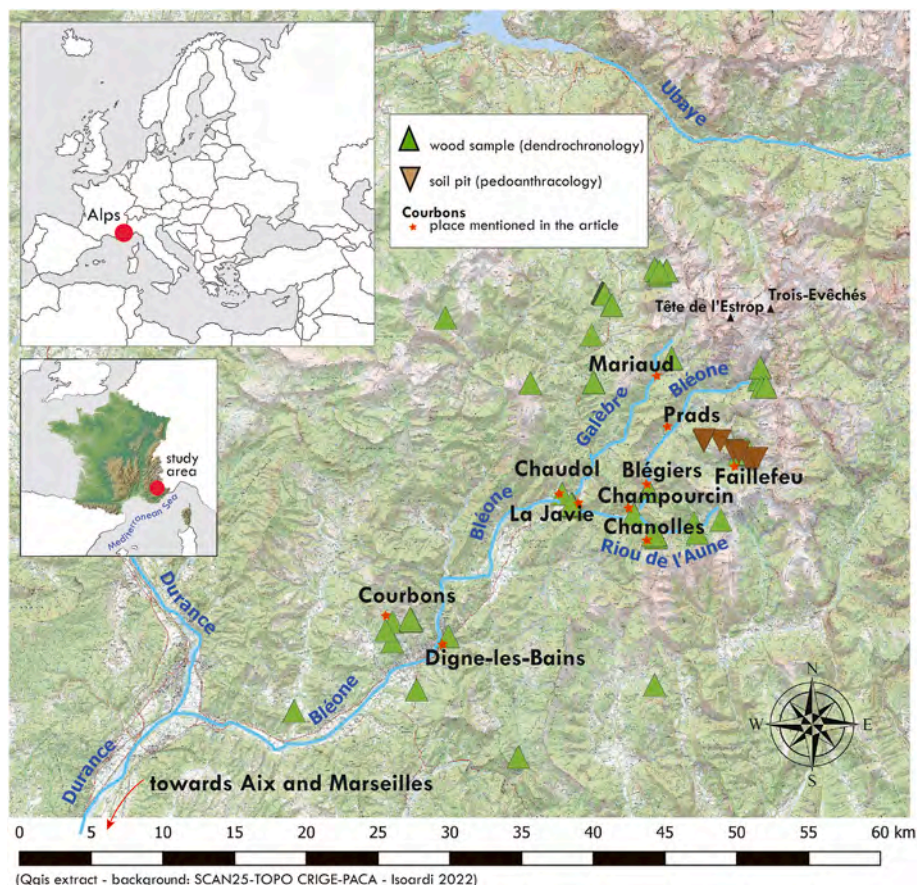 Alps
wood sample (dendrochronology)
soil pit (pedoanthracology)
Courbons
place mentioned in the article
Ubaye
Trois-Evêchés
Tête de l'Estrop
Mariaud
Bléone
Galèbre
Prads
study
area
Mediterranean Sea
Chaudol
Blégiers
Faillefeu
Bléone
La Javie
Champourcin
Chanolles
Riou de l'Aune
Durance
Courbons
Digne-les-Bains
Bléone
N
W
E
S
Durance
towards Aix and Marseilles
0 5 10 15 20 25 30 35 40 45 50 55 60 km
(Qgis extract - background: SCAN25-TOPO CRIGE-PACA - Isoardi 2022)